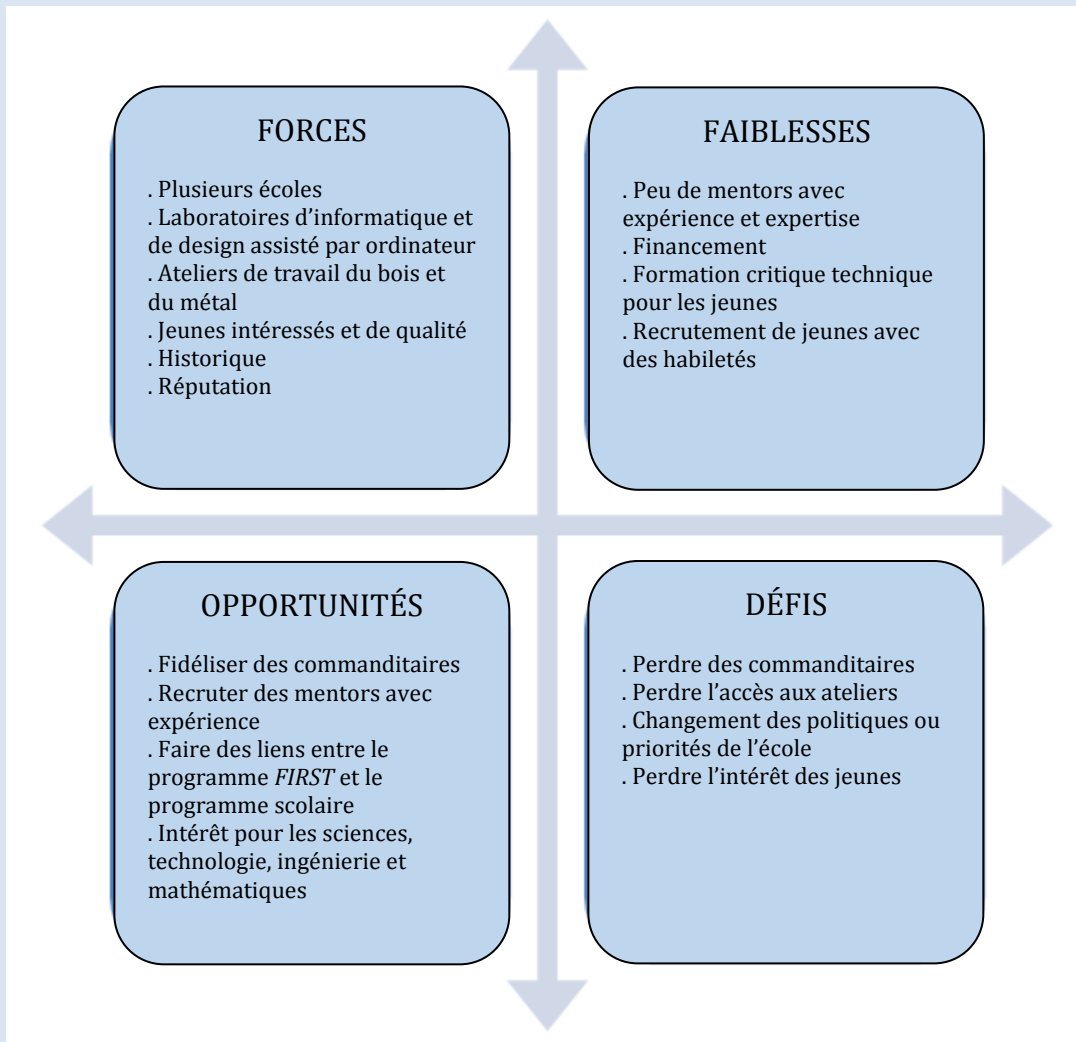 FORCES
. Plusieurs écoles
. Laboratoires d'informatique et
de design assisté par ordinateur
. Ateliers de travail du bois et
du métal
. Jeunes intéressés et de qualité
. Historique
. Réputation
FAIBLESSES
. Peu de mentors avec
expérience et expertise
. Financement
. Formation critique technique
pour les jeunes
. Recrutement de jeunes avec
des habiletés
OPPORTUNITÉS
. Fidéliser des commanditaires
. Recruter des mentors avec
expérience
. Faire des liens entre le
programme FIRST et le
programme scolaire
. Intérêt pour les sciences,
technologie, ingénierie et
mathématiques
DÉFIS
. Perdre des commanditaires
. Perdre l'accès aux ateliers
. Changement des politiques ou
priorités de l'école
. Perdre l'intérêt des jeunes